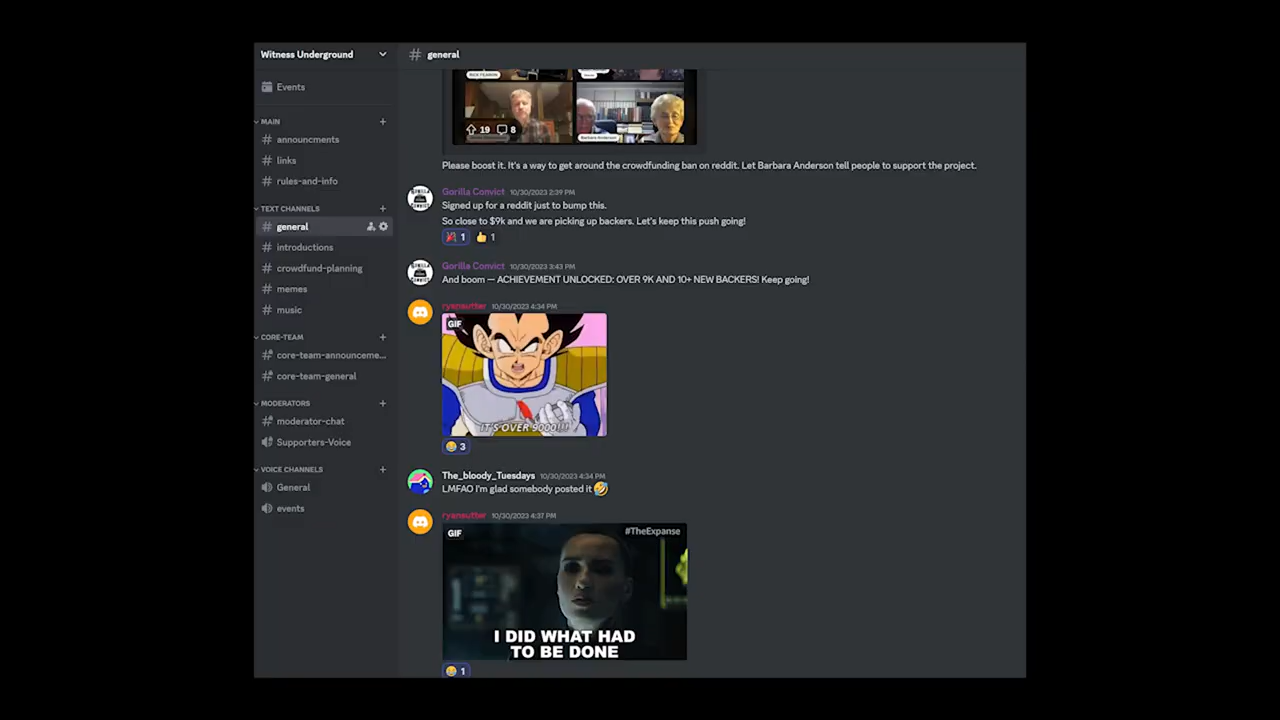 Witness Underground
Events
MAIN
announcments
links
rules-and-info
TEXT CHANNELS
general
introductions
crowdfund-planning
memes
music
CORE-TEAM
core-team-announceme...
core-team-general
MODERATORS
moderator-chat
Supporters-Voice
VOICE CHANNELS
General
events
general
19 8
Barbara Anderson
Please boost it. It's a way to get around the crowdfunding ban on reddit. Let Barbara Anderson tell people to support the project.
Gorilla Convict 10/30/2023 2:39 PM
Signed up for a reddit just to bump this.
So close to $9k and we are picking up backers. Let's keep this push going!
1 1
Gorilla Convict 10/30/2023 3:43 PM
And boom — ACHIEVEMENT UNLOCKED: OVER 9K AND 10+ NEW BACKERS! Keep going!
ryansutter 10/30/2023 4:34 PM
GIF
IT'S OVER 9000!!!
3
The_bloody_Tuesdays 10/30/2023 4:34 PM
LMFAO I'm glad somebody posted it
ryansutter 10/30/2023 4:37 PM
GIF
#TheExpanse
I DID WHAT HAD
TO BE DONE
1